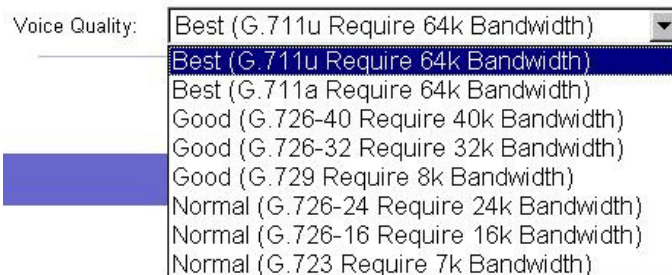 Voice Quality: Best (G.711u Require 64k Bandwidth)
Best (G.711u Require 64k Bandwidth)
Best (G.711a Require 64k Bandwidth)
Good (G.726-40 Require 40k Bandwidth)
Good (G.726-32 Require 32k Bandwidth)
Good (G.729 Require 8k Bandwidth)
Normal (G.726-24 Require 24k Bandwidth)
Normal (G.726-16 Require 16k Bandwidth)
Normal (G.723 Require 7k Bandwidth)